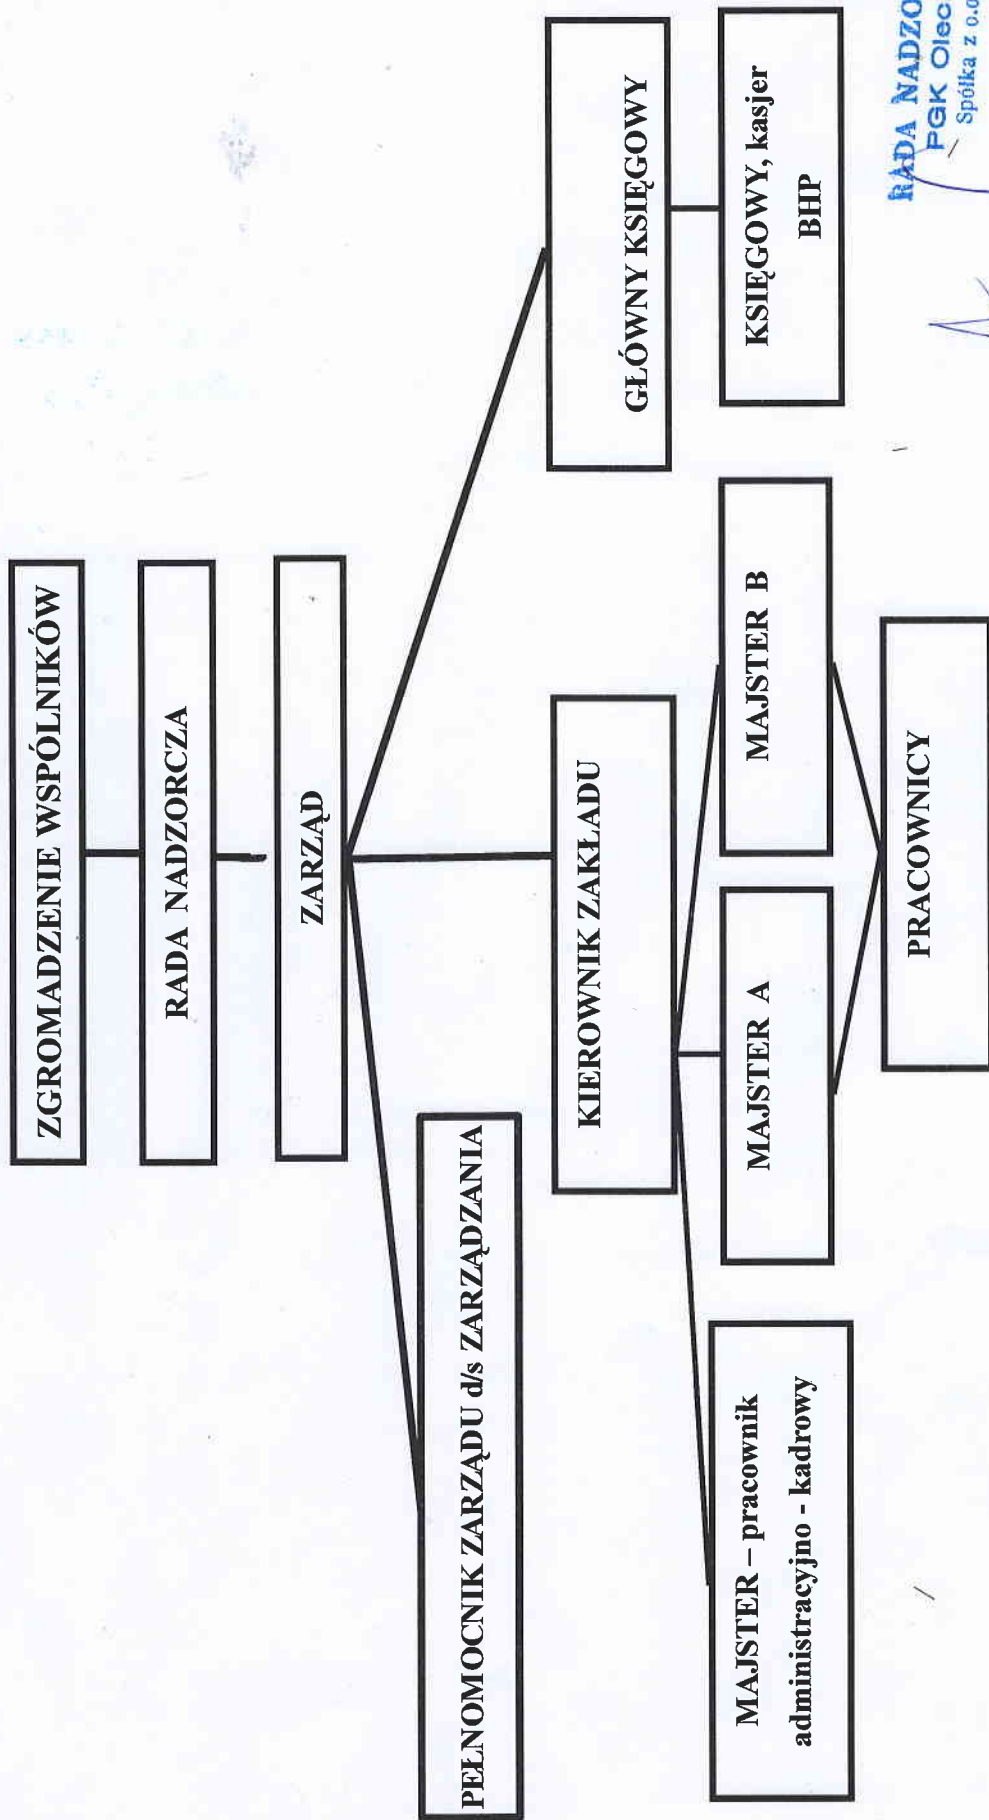 ZGROMADZENIE WSPÓLNIKÓW
RADA NADZORCZA
ZARZĄD
PEŁNOMOCNIK ZARZĄDU d/s ZARZĄDZANIA
KIEROWNIK ZAKŁADU
GŁÓWNY KSIĘGOWY
MAJSTER – pracownik
administracyjno - kadrowy
MAJSTER A
MAJSTER B
KSIĘGOWY, kasjer
BHP
PRACOWNICY
RADA NADZO
PGK Olec
Spółka z o.o